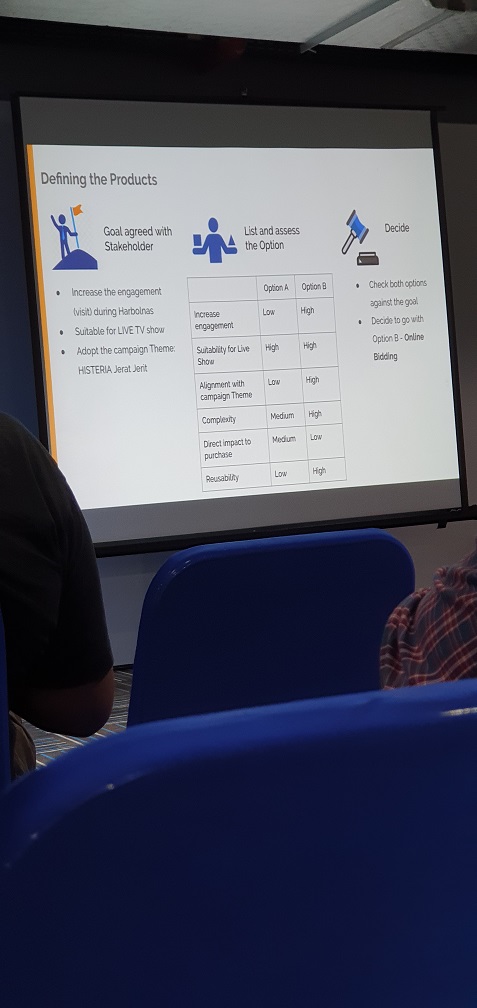 Defining the Products
Goal agreed with
Stakeholder
Increase the engagement
(visit) during Harbolnas
Suitable for LIVE TV show
Adopt the campaign Theme:
HISTERIA Jerat Jerit
List and assess
the Option
Option A Option B
Increase
engagement
Low High
Suitability for Live
Show
High High
Alignment with
campaign Theme
Low High
Complexity Medium High
Direct impact to
purchase
Medium Low
Reusability Low High
Decide
Check both options
against the goal
Decide to go with
Option B - Online
Bidding